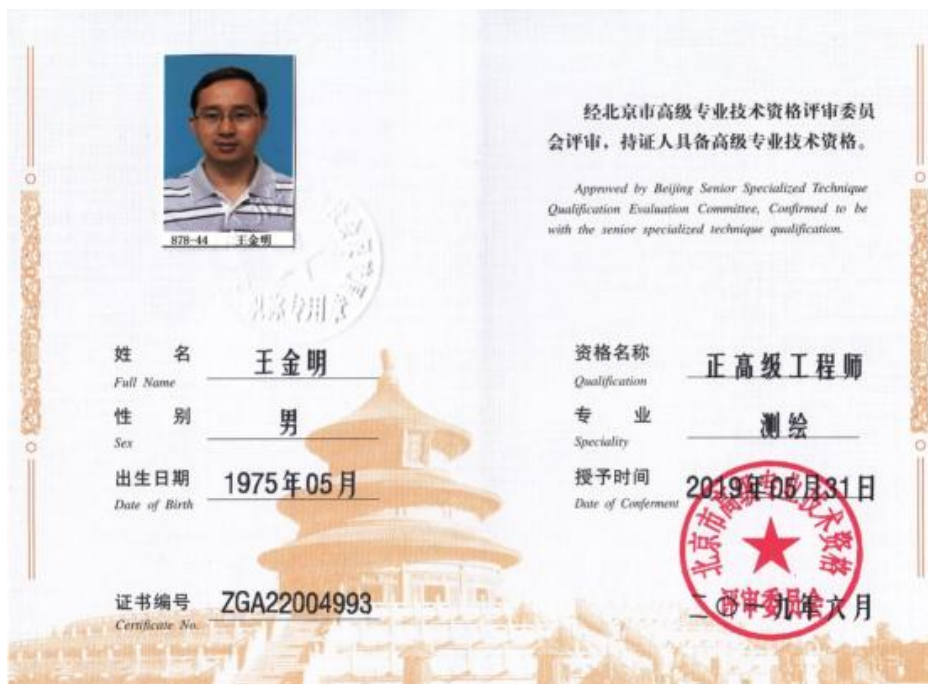 878-44 王金明
姓名 王金明
Full Name
性别 男
Sex
出生日期 1975年05月
Date of Birth
证书编号 ZGA22004993
Certificate No.
经北京市高级专业技术资格评审委员
会评审，持证人具备高级专业技术资格。
Approved by Beijing Senior Specialized Technique
Qualification Evaluation Committee, Confirmed to be
with the senior specialized technique qualification.
资格名称 正高级工程师
Qualification
专业 测绘
Speciality
授予时间 2019年05月31日
Date of Conferment
北京市高级专业技术资格
评审委员会
二〇一九年六月